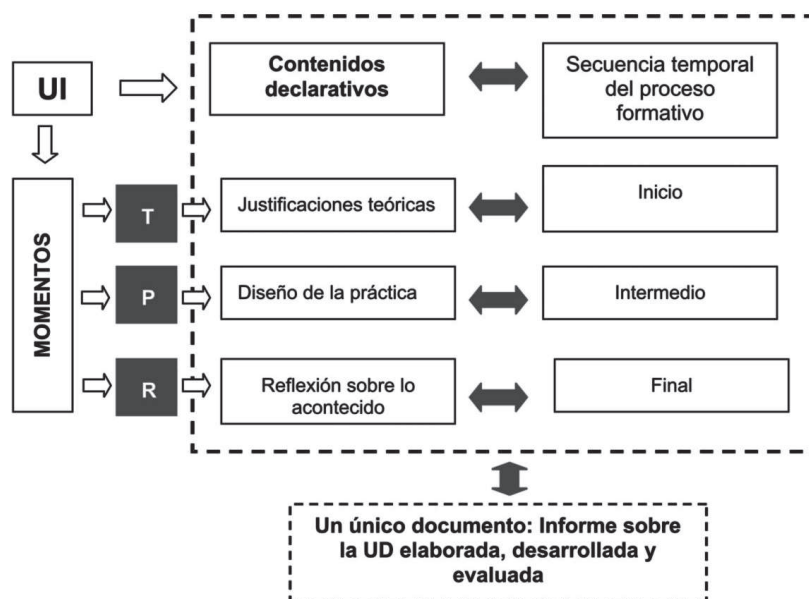 UI
Contenidos
declarativos
Secuencia temporal
del proceso
formativo
MOMENTOS
T
Justificaciones teóricas
Inicio
P
Diseño de la práctica
Intermedio
R
Reflexión sobre lo
acontecido
Final
Un único documento: Informe sobre
la UD elaborada, desarrollada y
evaluada